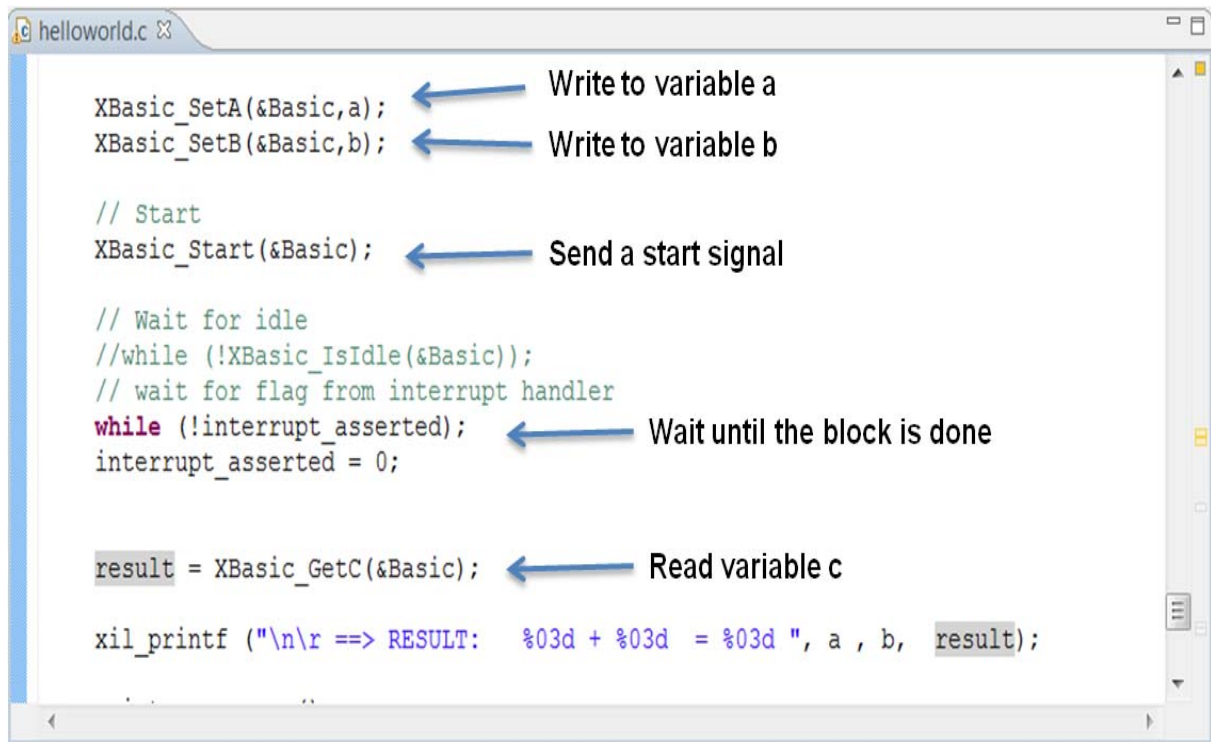 helloworld.c
XBasic_SetA(&Basic,a); Write to variable a
XBasic_SetB(&Basic,b); Write to variable b
// Start
XBasic_Start(&Basic); Send a start signal
// Wait for idle
//while (!XBasic_IsIdle(&Basic));
// wait for flag from interrupt handler
while (!interrupt_asserted); Wait until the block is done
interrupt_asserted = 0;
result = XBasic_GetC(&Basic); Read variable c
xil_printf ("\n\r ==> RESULT:   %03d + %03d  = %03d ", a , b,  result);